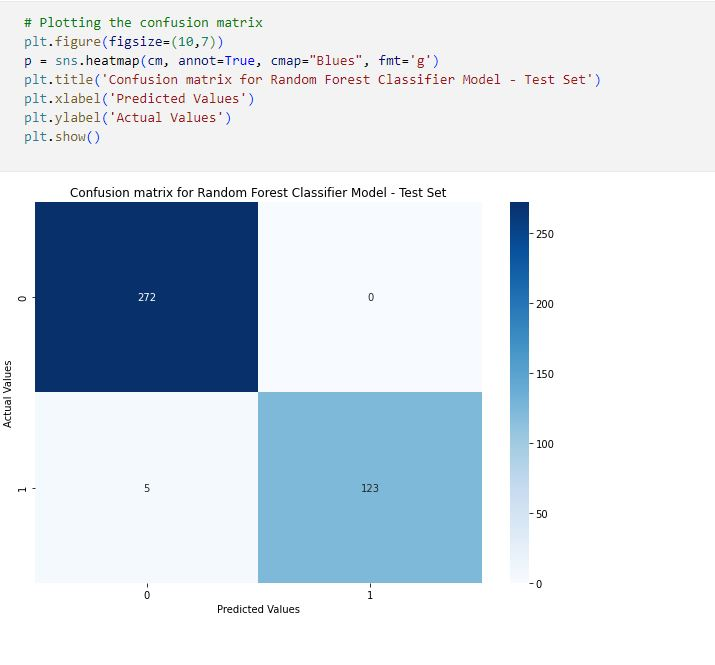 # Plotting the confusion matrix
plt.figure(figsize=(10,7))
p = sns.heatmap(cm, annot=True, cmap="Blues", fmt='g')
plt.title('Confusion matrix for Random Forest Classifier Model - Test Set')
plt.xlabel('Predicted Values')
plt.ylabel('Actual Values')
plt.show()
Confusion matrix for Random Forest Classifier Model - Test Set
Actual Values
0
1
272
0
5
123
0
1
Predicted Values
250
200
150
100
50
0